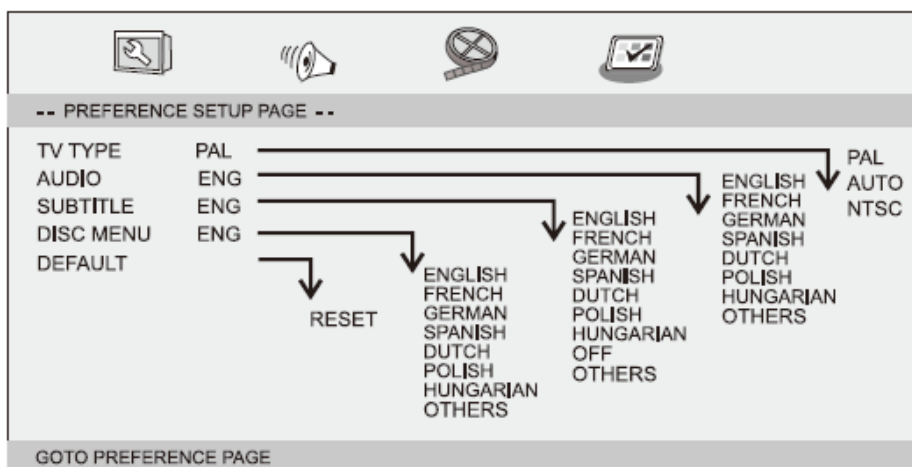 -- PREFERENCE SETUP PAGE --
TV TYPE PAL
AUDIO ENG
SUBTITLE ENG
DISC MENU ENG
DEFAULT
RESET
ENGLISH
FRENCH
GERMAN
SPANISH
DUTCH
POLISH
HUNGARIAN
OTHERS
ENGLISH
FRENCH
GERMAN
SPANISH
DUTCH
POLISH
HUNGARIAN
OFF
OTHERS
ENGLISH
FRENCH
GERMAN
SPANISH
DUTCH
POLISH
HUNGARIAN
OTHERS
PAL
AUTO
NTSC
GOTO PREFERENCE PAGE